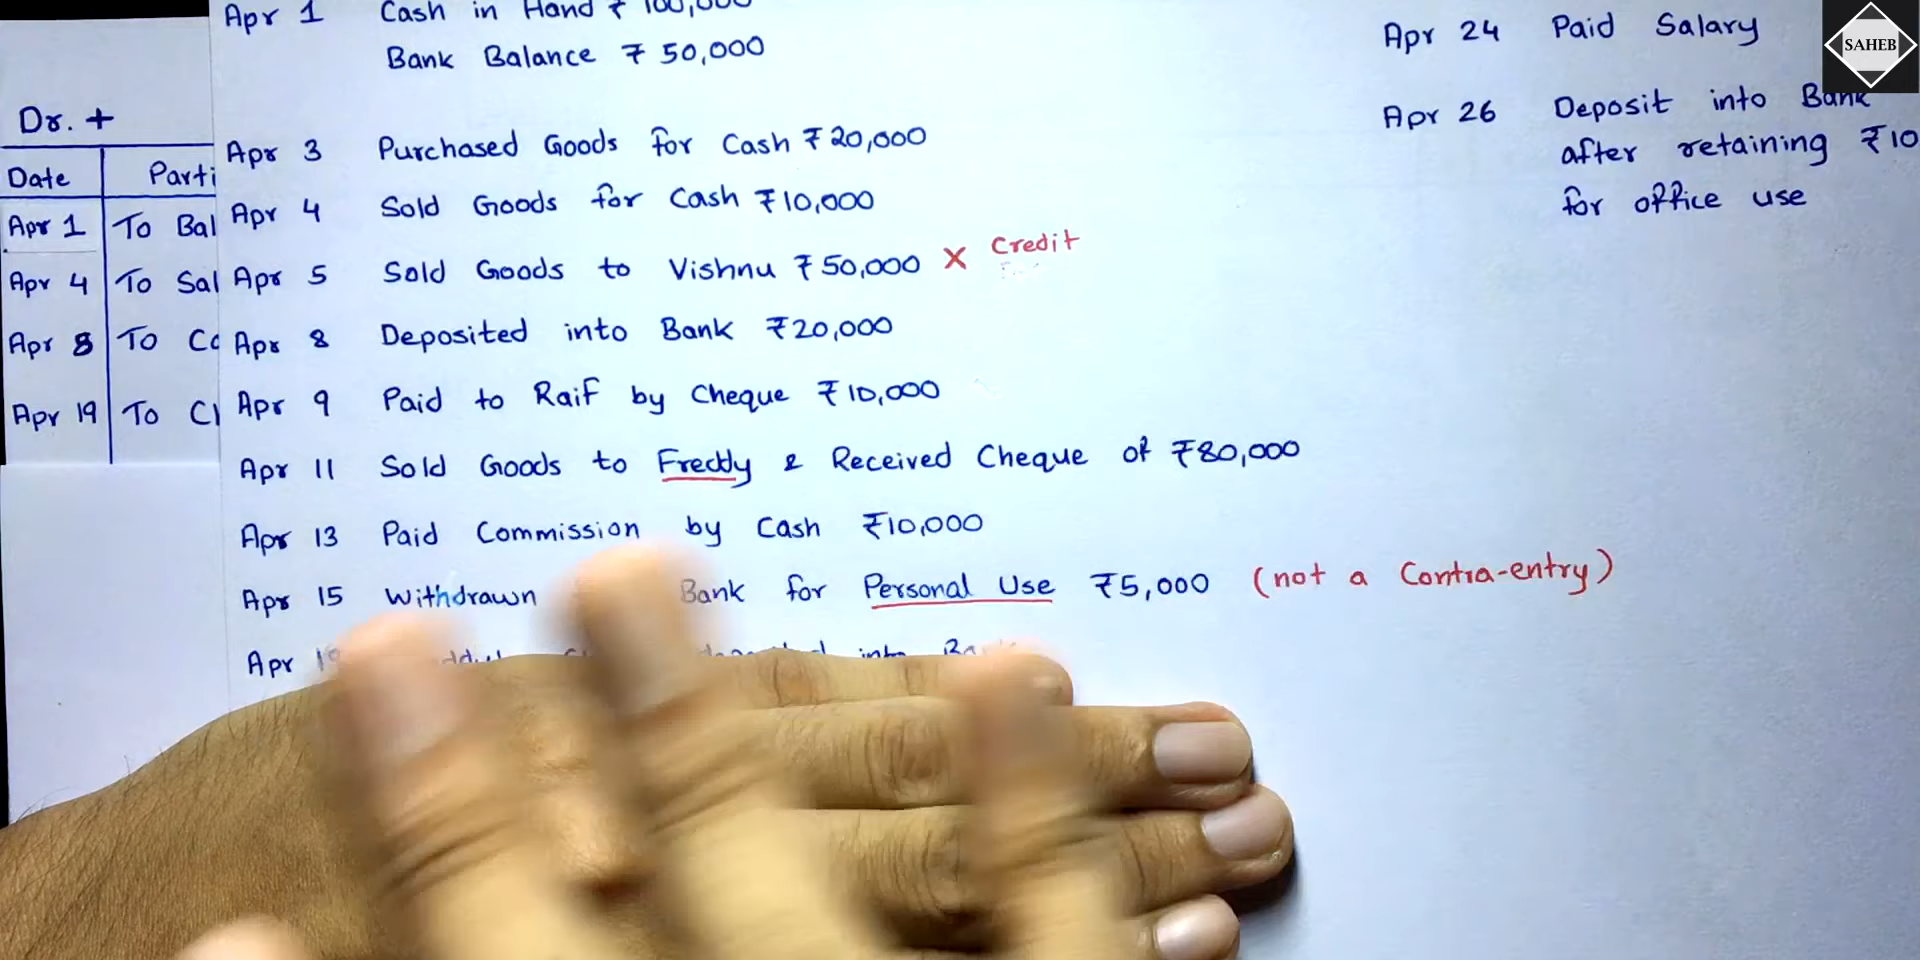 Apr 1 Cash in Hand ₹ 100,000
Bank Balance ₹ 50,000
Apr 3 Purchased Goods for Cash ₹20,000
Apr 4 Sold Goods for Cash ₹10,000
Apr 5 Sold Goods to Vishnu ₹50,000 X Credit
Apr 8 Deposited into Bank ₹20,000
Apr 9 Paid to Raif by Cheque ₹10,000
Apr 11 Sold Goods to Freddy & Received Cheque of ₹80,000
Apr 13 Paid Commission by Cash ₹10,000
Apr 15 Withdrawn Bank for Personal Use ₹5,000 (not a Contra-entry)
Apr 19 into
Apr 24 Paid Salary
Apr 26 Deposit into Bank
after retaining ₹10
for office use
Dr. +
Date Parti
Apr 1 To Bal
Apr 4 To Sal
Apr 8 To
Apr 19 To
SAHEB